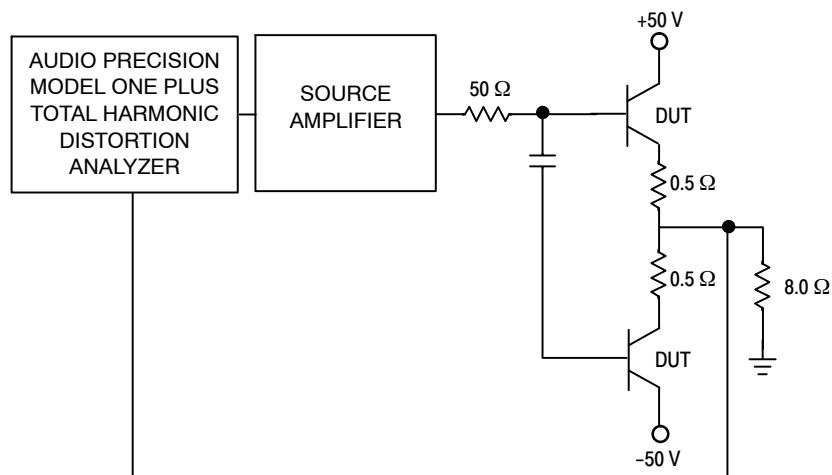 +50 V
AUDIO PRECISION
MODEL ONE PLUS
TOTAL HARMONIC
DISTORTION
ANALYZER
SOURCE
AMPLIFIER
50 Ω
DUT
0.5 Ω
0.5 Ω
8.0 Ω
DUT
–50 V